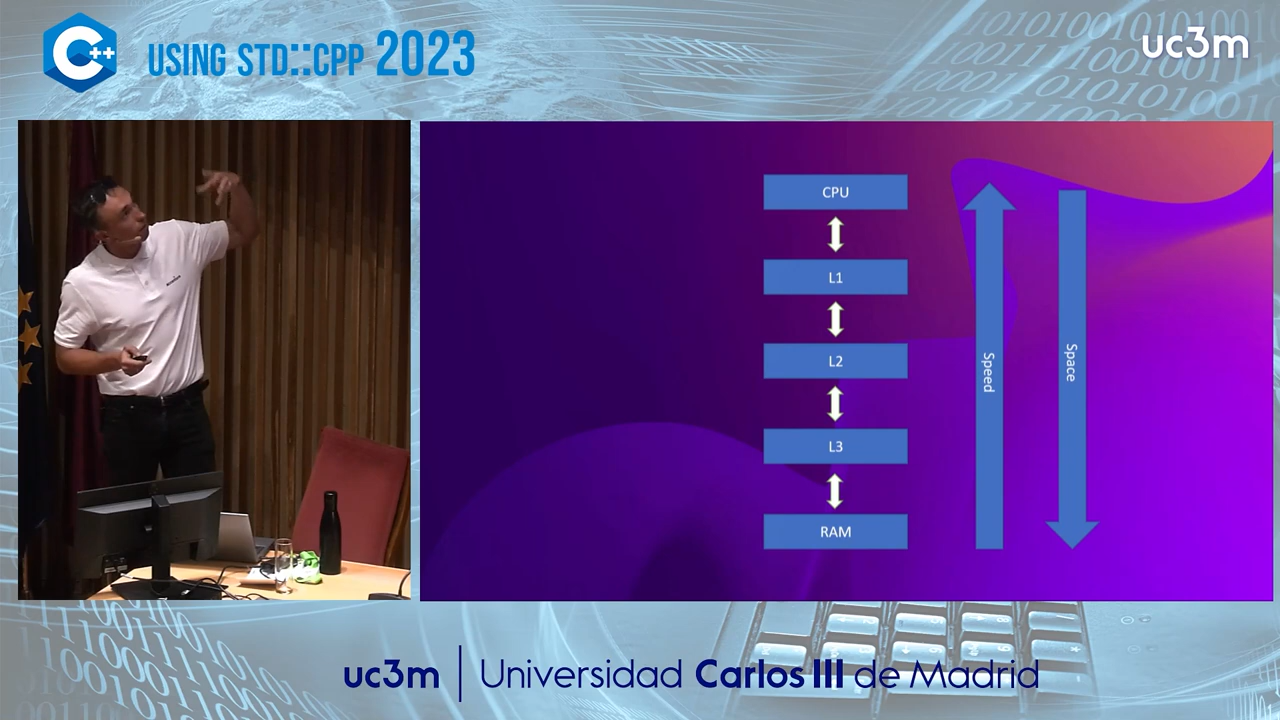 C++
USING STD::CPP 2023
uc3m
CPU
L1
L2
L3
RAM
Speed
Space
uc3m | Universidad Carlos III de Madrid